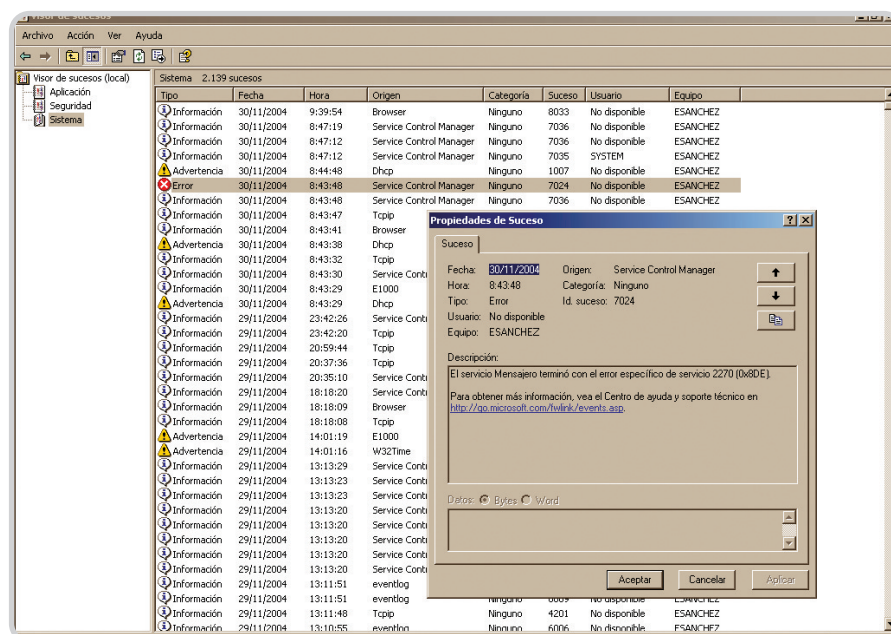 Visor de sucesos
Archivo Acción Ver Ayuda
Visor de sucesos (local)
Aplicación
Seguridad
Sistema
Sistema 2.139 sucesos
Tipo Fecha Hora Origen Categoría Suceso Usuario Equipo
Información 30/11/2004 9:39:54 Browser Ninguno 8033 No disponible ESANCHEZ
Información 30/11/2004 8:47:19 Service Control Manager Ninguno 7036 No disponible ESANCHEZ
Información 30/11/2004 8:47:12 Service Control Manager Ninguno 7036 No disponible ESANCHEZ
Información 30/11/2004 8:47:12 Service Control Manager Ninguno 7035 SYSTEM ESANCHEZ
Advertencia 30/11/2004 8:44:48 Dhcp Ninguno 1007 No disponible ESANCHEZ
Error 30/11/2004 8:43:48 Service Control Manager Ninguno 7024 No disponible ESANCHEZ
Información 30/11/2004 8:43:48 Service Control Manager Ninguno 7036 No disponible ESANCHEZ
Información 30/11/2004 8:43:47 Tcpip
Información 30/11/2004 8:43:41 Browser
Advertencia 30/11/2004 8:43:38 Dhcp
Información 30/11/2004 8:43:32 Tcpip
Información 30/11/2004 8:43:30 Service Cont
Información 30/11/2004 8:43:29 E1000
Advertencia 30/11/2004 8:43:29 Dhcp
Información 29/11/2004 23:42:26 Service Cont
Información 29/11/2004 23:42:20 Tcpip
Información 29/11/2004 20:59:44 Tcpip
Información 29/11/2004 20:37:36 Tcpip
Información 29/11/2004 20:35:10 Service Cont
Información 29/11/2004 18:18:20 Service Cont
Información 29/11/2004 18:18:09 Browser
Información 29/11/2004 18:18:08 Tcpip
Advertencia 29/11/2004 14:01:19 E1000
Advertencia 29/11/2004 14:01:16 W32Time
Información 29/11/2004 13:13:29 Service Cont
Información 29/11/2004 13:13:23 Service Cont
Información 29/11/2004 13:13:23 Service Cont
Información 29/11/2004 13:13:20 Service Cont
Información 29/11/2004 13:13:20 Service Cont
Información 29/11/2004 13:13:20 Service Cont
Información 29/11/2004 13:13:20 Service Cont
Información 29/11/2004 13:13:20 Service Cont
Información 29/11/2004 13:11:51 eventlog
Información 29/11/2004 13:11:51 eventlog Ninguno 6009 No disponible ESANCHEZ
Información 29/11/2004 13:11:48 Tcpip Ninguno 4201 No disponible ESANCHEZ
Información 29/11/2004 13:10:55 eventlog Ninguno 6006 No disponible ESANCHEZ
Propiedades de Suceso
Suceso
Fecha: 30/11/2004 Origen: Service Control Manager
Hora: 8:43:48 Categoría: Ninguno
Tipo: Error Id. suceso: 7024
Usuario: No disponible
Equipo: ESANCHEZ
Descripción:
El servicio Mensajero terminó con el error específico de servicio 2270 (0x8DE).
Para obtener más información, vea el Centro de ayuda y soporte técnico en
http://go.microsoft.com/fwlink/events.asp.
Datos: Bytes Word
Aceptar Cancelar Aplicar